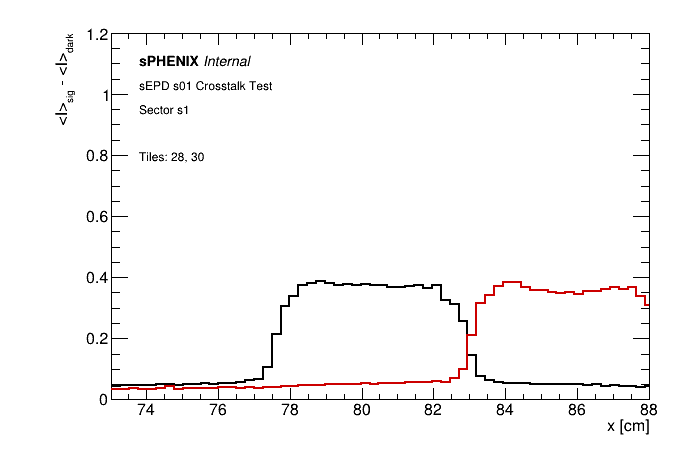 1.2
<I>sig - <I>dark
sPHENIX Internal
sEPD s01 Crosstalk Test
1
Sector s1
0.8
Tiles: 28, 30
0.6
0.4
0.2
0
74 76 78 80 82 84 86 88
x [cm]